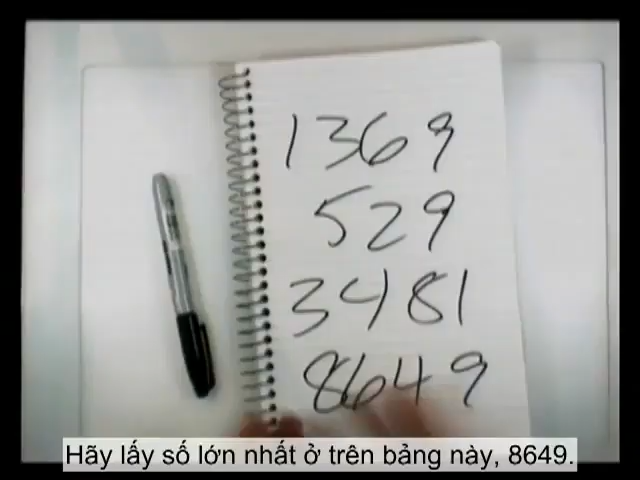 1369
529
3481
8649
Hãy lấy số lớn nhất ở trên bảng này, 8649.